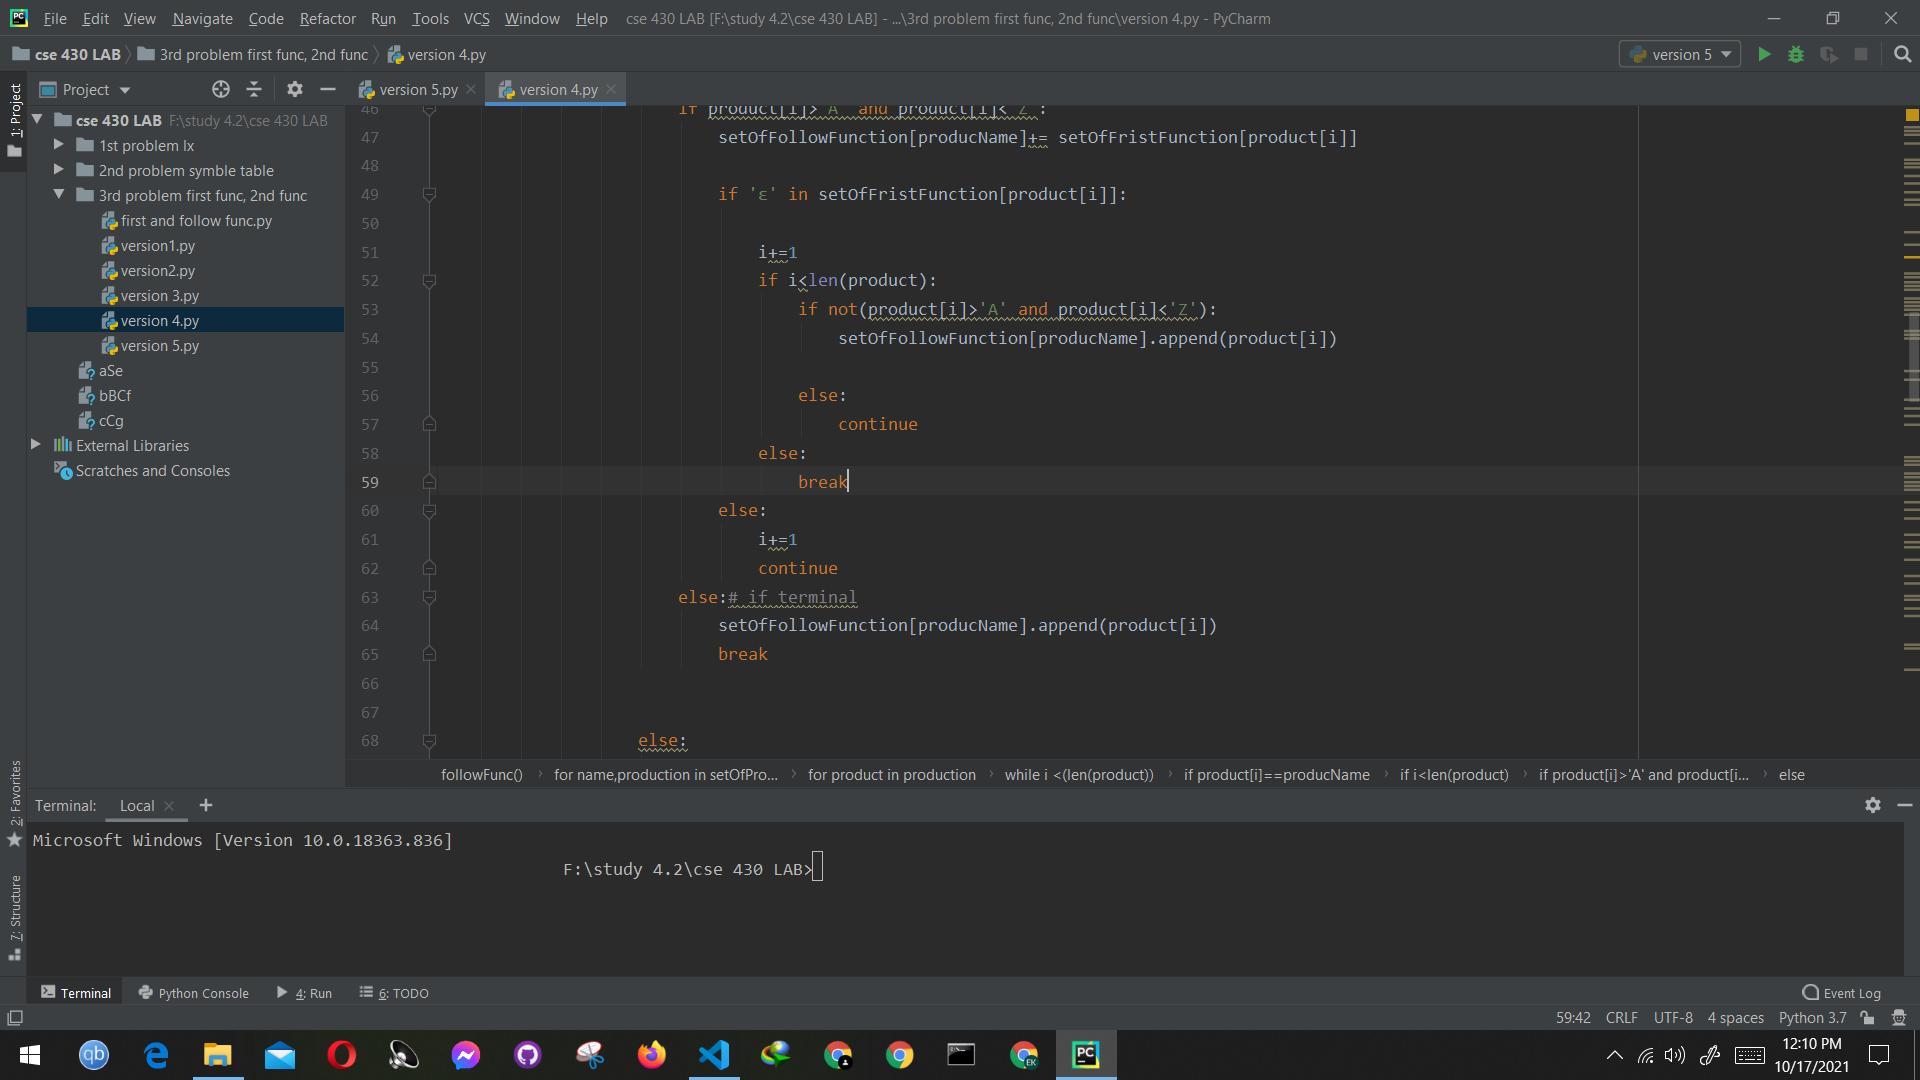 File Edit View Navigate Code Refactor Run Tools VCS Window Help cse 430 LAB [F:\study 4.2\cse 430 LAB] - ...\3rd problem first func, 2nd func\version 4.py - PyCharm
cse 430 LAB 3rd problem first func, 2nd func version 4.py version 5
Project version 5.py version 4.py
1: Project
cse 430 LAB F:\study 4.2\cse 430 LAB
1st problem lx
2nd problem symble table
3rd problem first func, 2nd func
first and follow func.py
version1.py
version2.py
version 3.py
version 4.py
version 5.py
aSe
bBCf
cCg
External Libraries
Scratches and Consoles
46 if product[i]>'A' and product[i]<'Z':
47 setOfFollowFunction[producName]+= setOfFristFunction[product[i]]
48
49 if 'ε' in setOfFristFunction[product[i]]:
50
51 i+=1
52 if i<len(product):
53 if not(product[i]>'A' and product[i]<'Z'):
54 setOfFollowFunction[producName].append(product[i])
55
56 else:
57 continue
58 else:
59 break
60 else:
61 i+=1
62 continue
63 else:# if terminal
64 setOfFollowFunction[producName].append(product[i])
65 break
66
67
68 else:
followFunc() › for name,production in setOfPro... › for product in production › while i <(len(product)) › if product[i]==producName › if i<len(product) › if product[i]>'A' and product[i... › else
2: Favorites
7: Structure
Terminal: Local
Microsoft Windows [Version 10.0.18363.836]
F:\study 4.2\cse 430 LAB>
Terminal Python Console 4: Run 6: TODO Event Log
59:42 CRLF UTF-8 4 spaces Python 3.7
qb EK PC
12:10 PM
10/17/2021